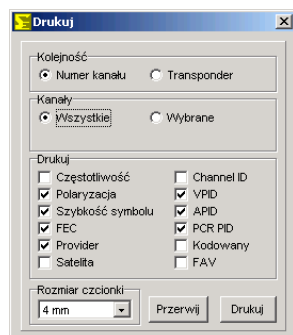 Drukuj
Kolejność
Numer kanału Transponder
Kanały
Wszystkie Wybrane
Drukuj
Częstotliwość Channel ID
Polaryzacja VPID
Szybkość symbolu APID
FEC PCR PID
Provider Kodowany
Satelita FAV
Rozmiar czcionki
4 mm Przerwij Drukuj